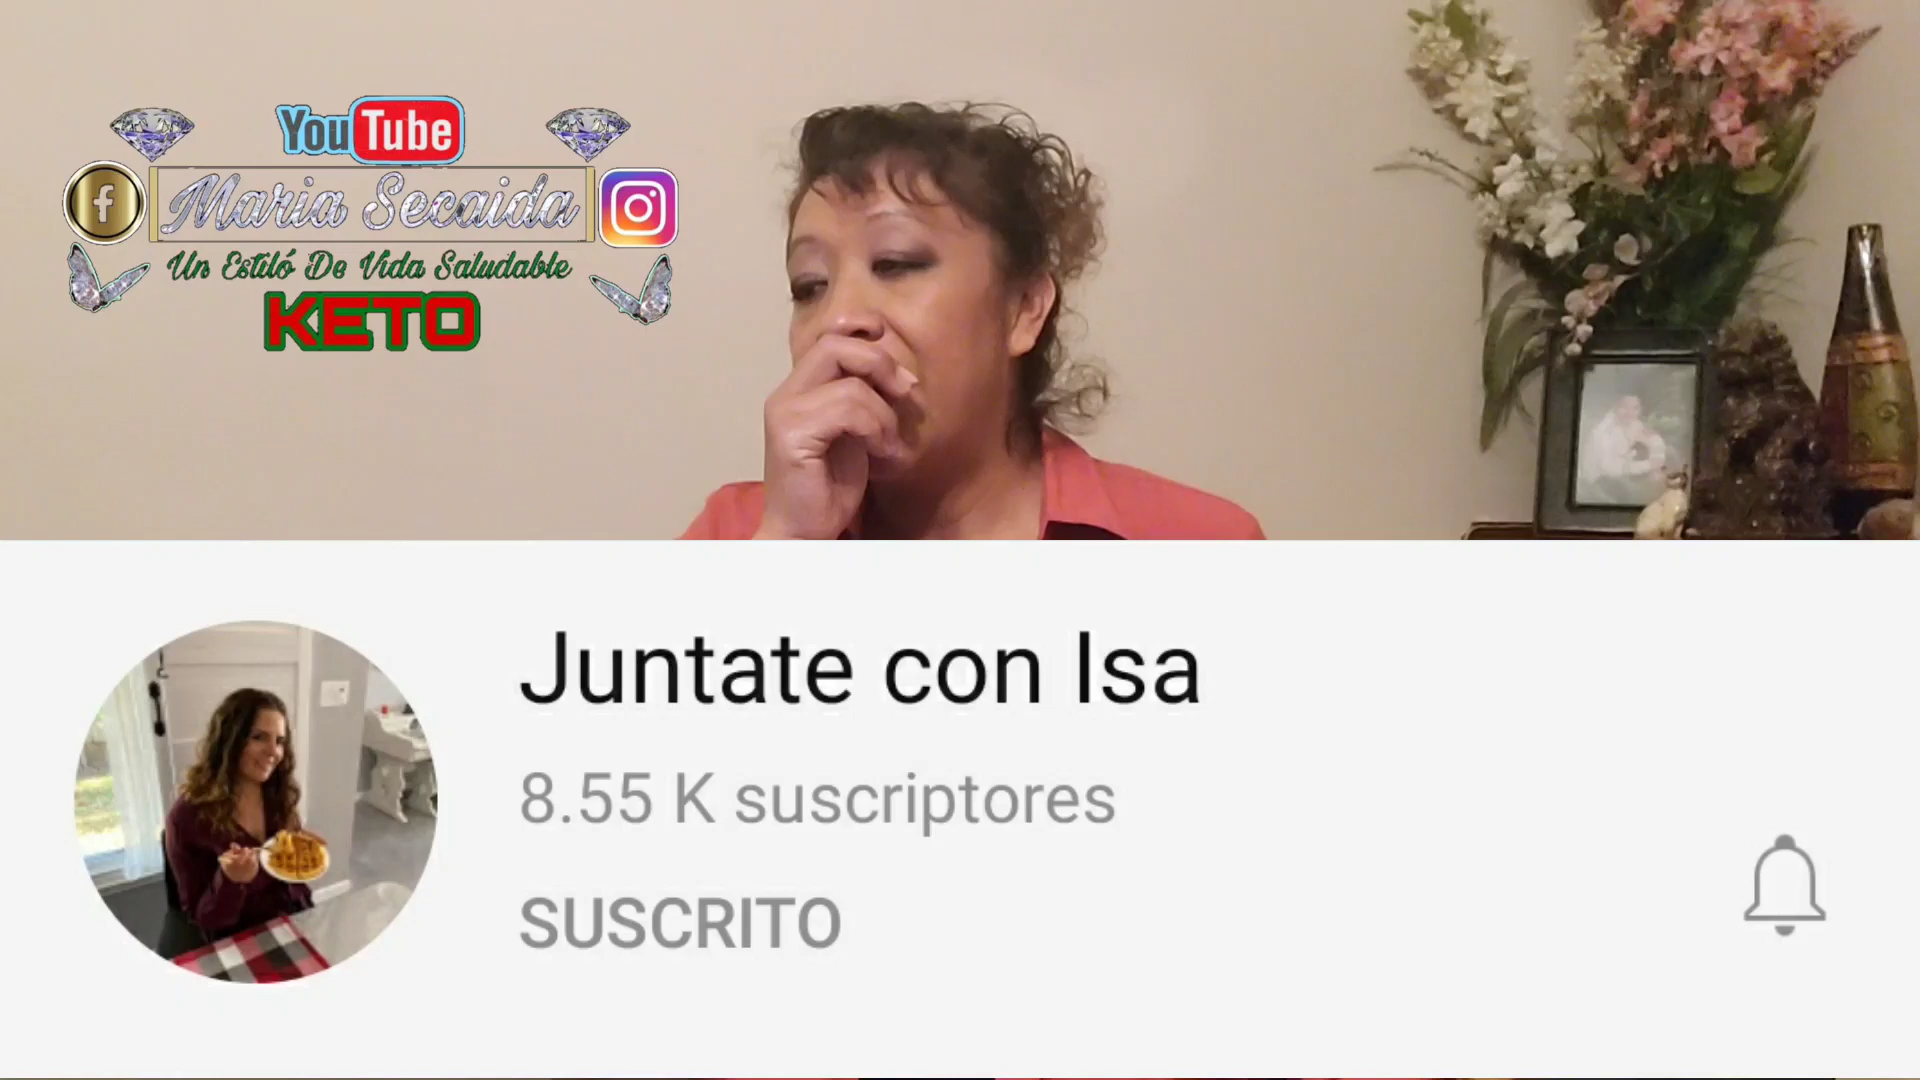 YouTube
Maria Secaida
Un Estiló De Vida Saludable
KETO
Juntate con Isa
8.55 K suscriptores
SUSCRITO